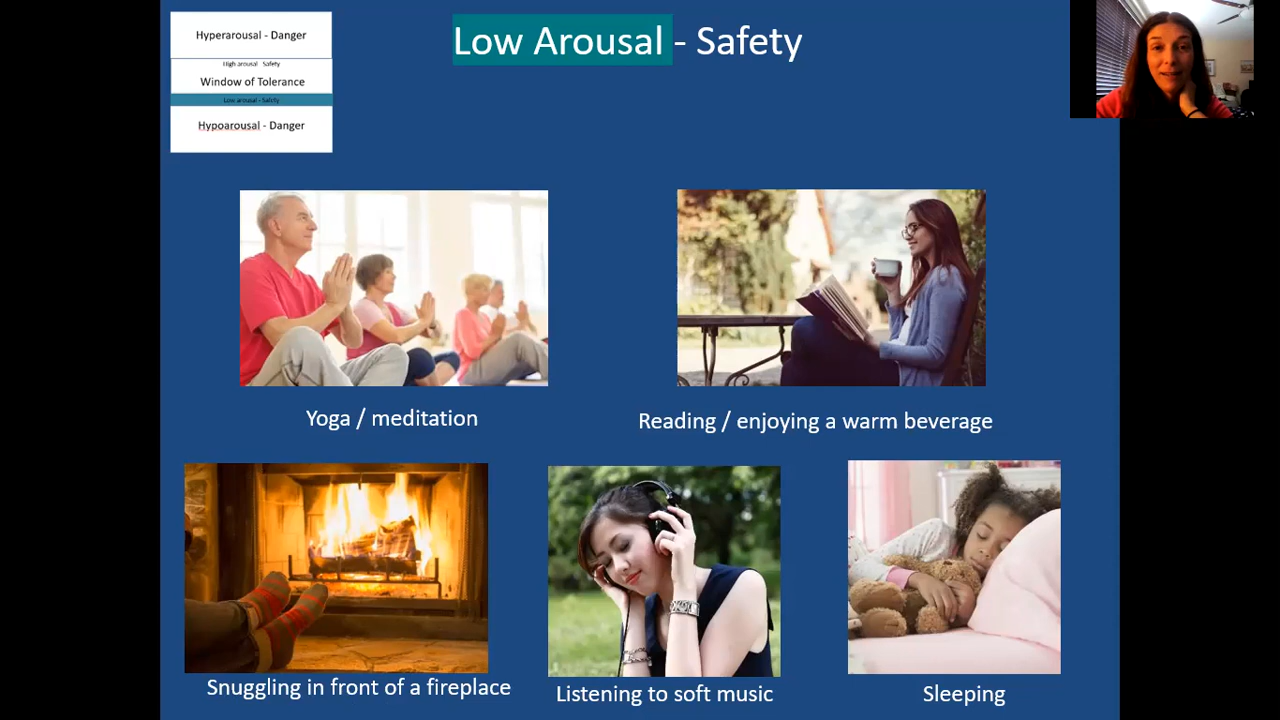 Hyperarousal - Danger
High arousal - Safety
Window of Tolerance
Low arousal - Safety
Hypoarousal - Danger
Low Arousal - Safety
Yoga / meditation
Reading / enjoying a warm beverage
Snuggling in front of a fireplace
Listening to soft music
Sleeping